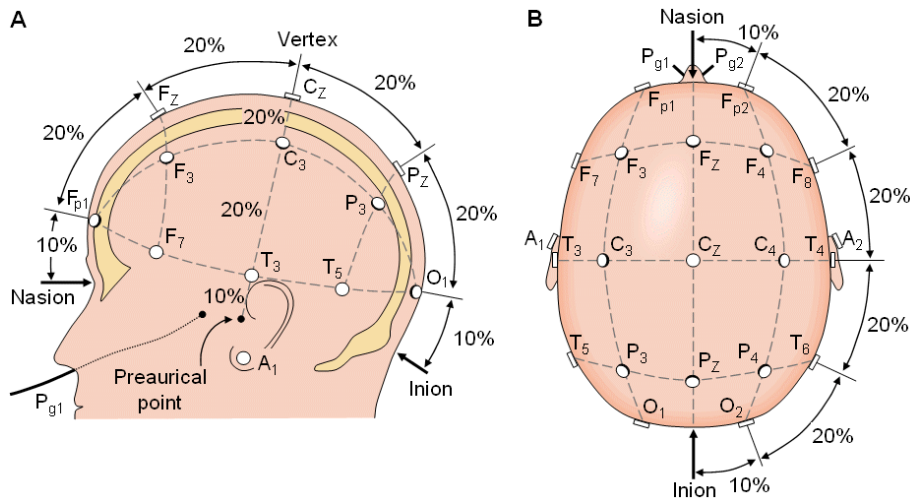 A
20%
Vertex
20%
FZ
CZ
20%
20%
F3
C3
PZ
Fp1
20%
P3
20%
10%
F7
T3
T5
O1
Nasion
10%
10%
A1
Preaurical
point
Inion
Pg1
B
Nasion
10%
Pg1
Pg2
Fp1
Fp2
20%
F7
F3
FZ
F4
F8
20%
A1
T3
C3
CZ
C4
T4
A2
20%
T5
P3
PZ
P4
T6
O1
O2
20%
Inion
10%